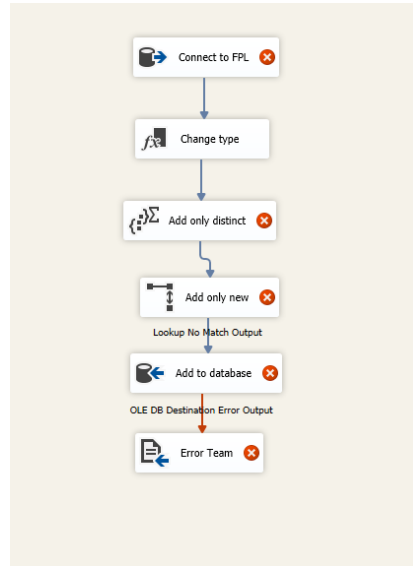 Connect to FPL
fx
Change type
Σ
Add only distinct
Add only new
Lookup No Match Output
Add to database
OLE DB Destination Error Output
Error Team